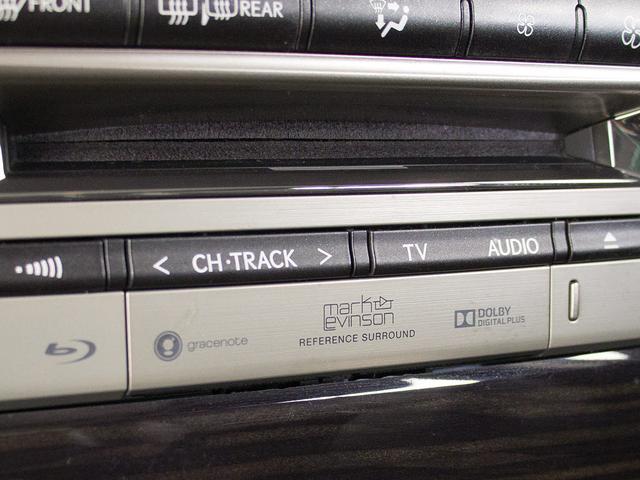 FRONT
REAR
< CH·TRACK >
TV AUDIO
gracenote
mark
levinson
REFERENCE SURROUND
DOLBY
DIGITAL PLUS